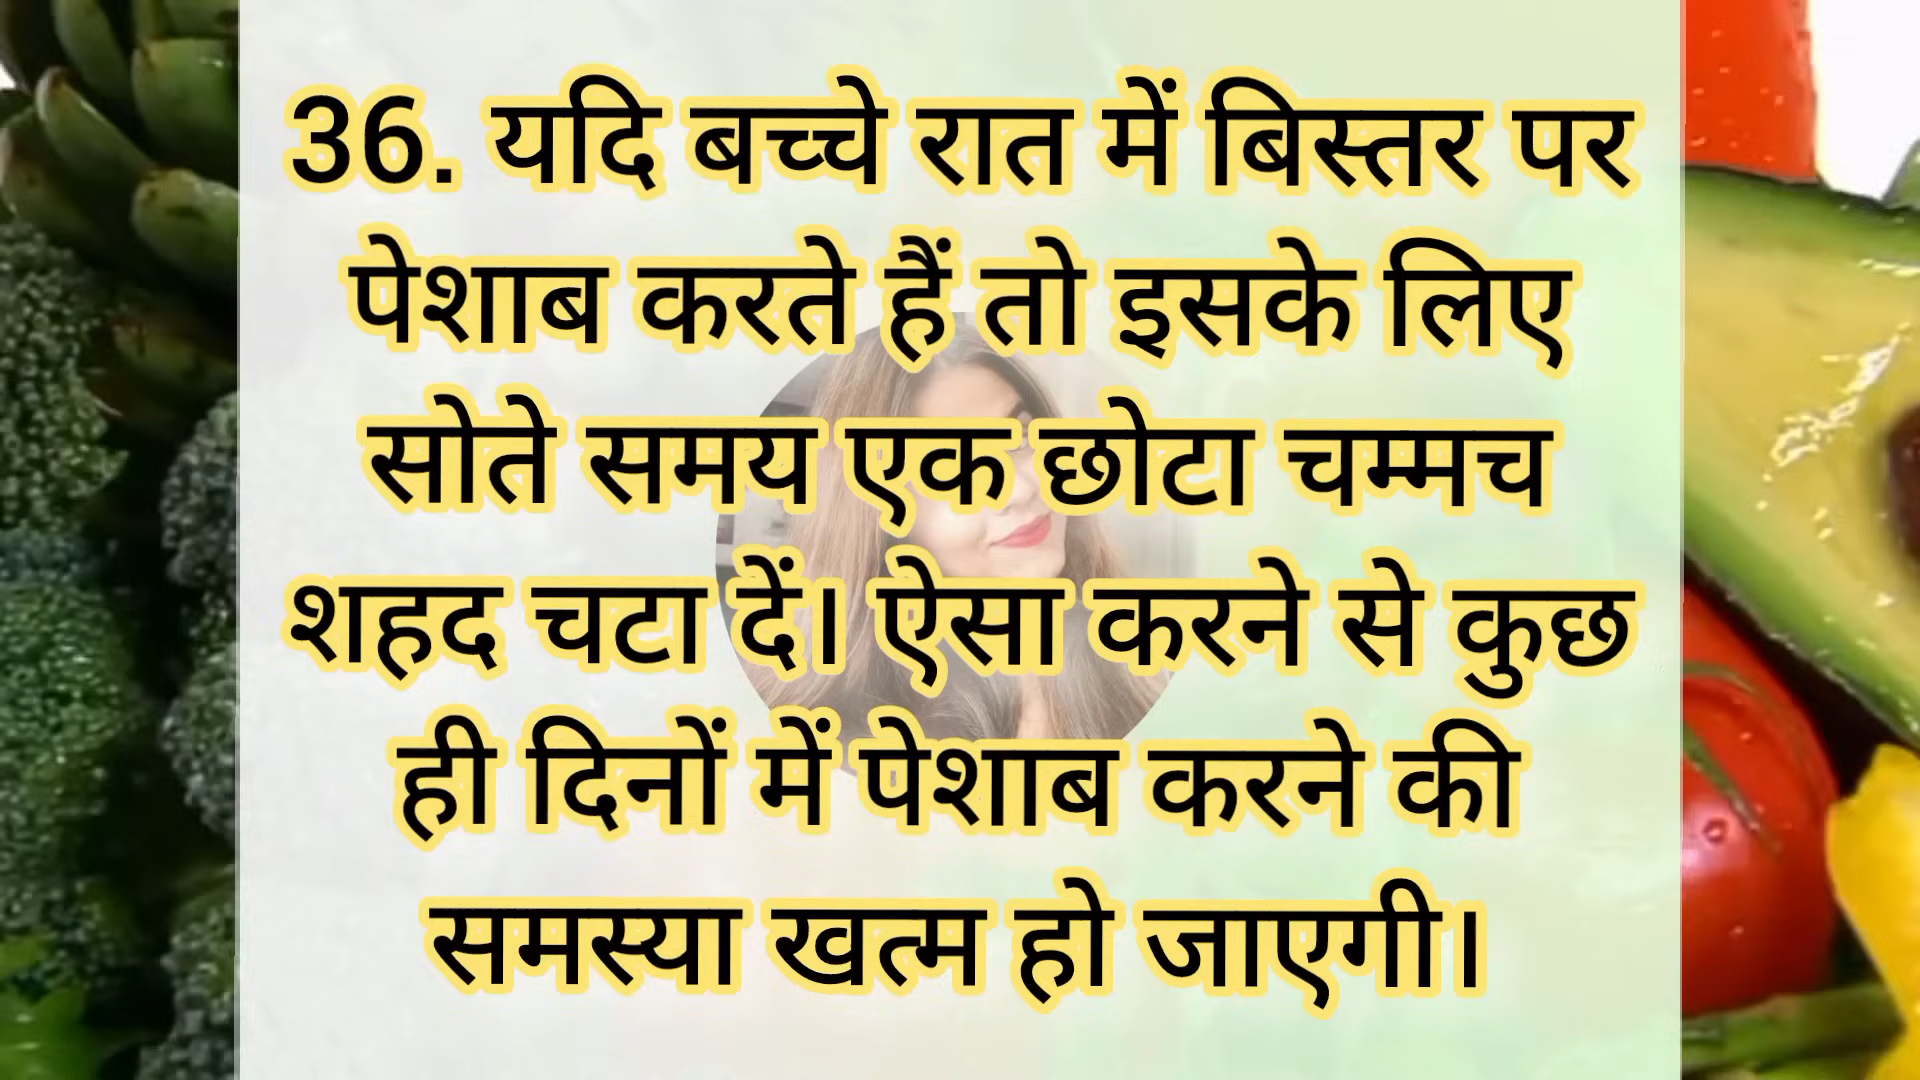 36. यदि बच्चे रात में बिस्तर पर
पेशाब करते हैं तो इसके लिए
सोते समय एक छोटा चम्मच
शहद चटा दें। ऐसा करने से कुछ
ही दिनों में पेशाब करने की
समस्या खत्म हो जाएगी।